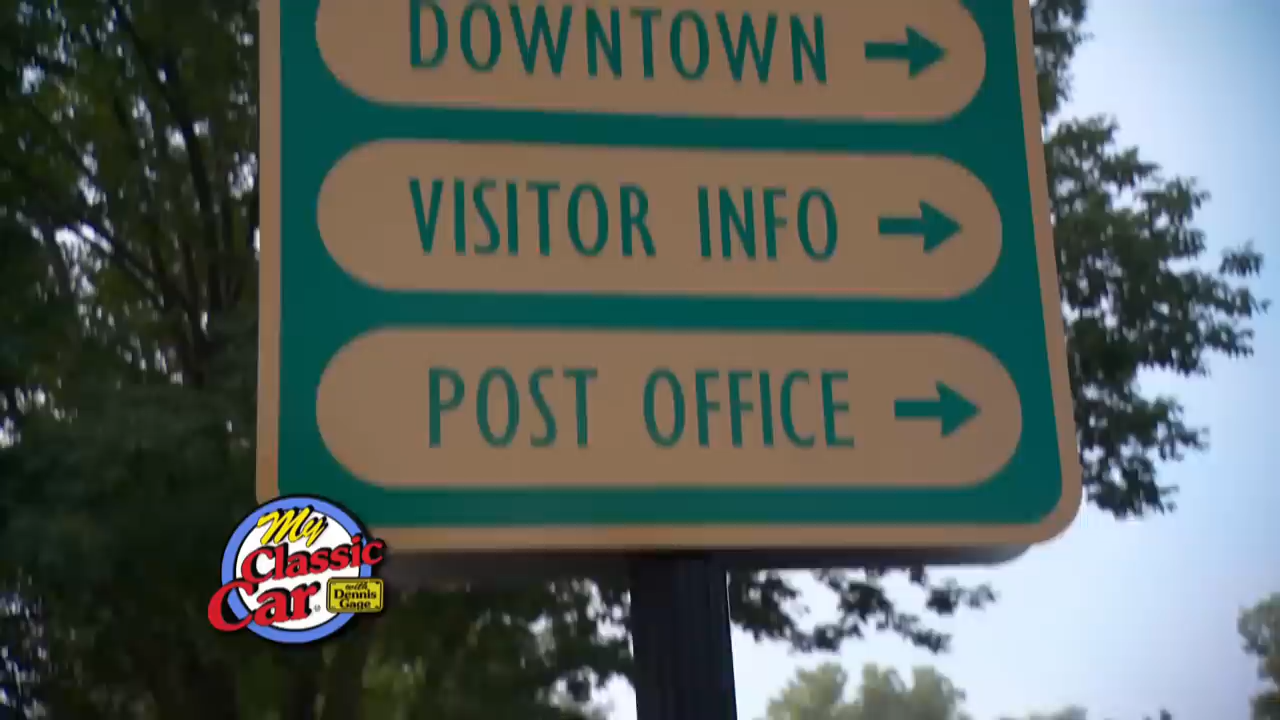 DOWNTOWN
VISITOR INFO
POST OFFICE
My
Classic
Car
with
Dennis
Gage